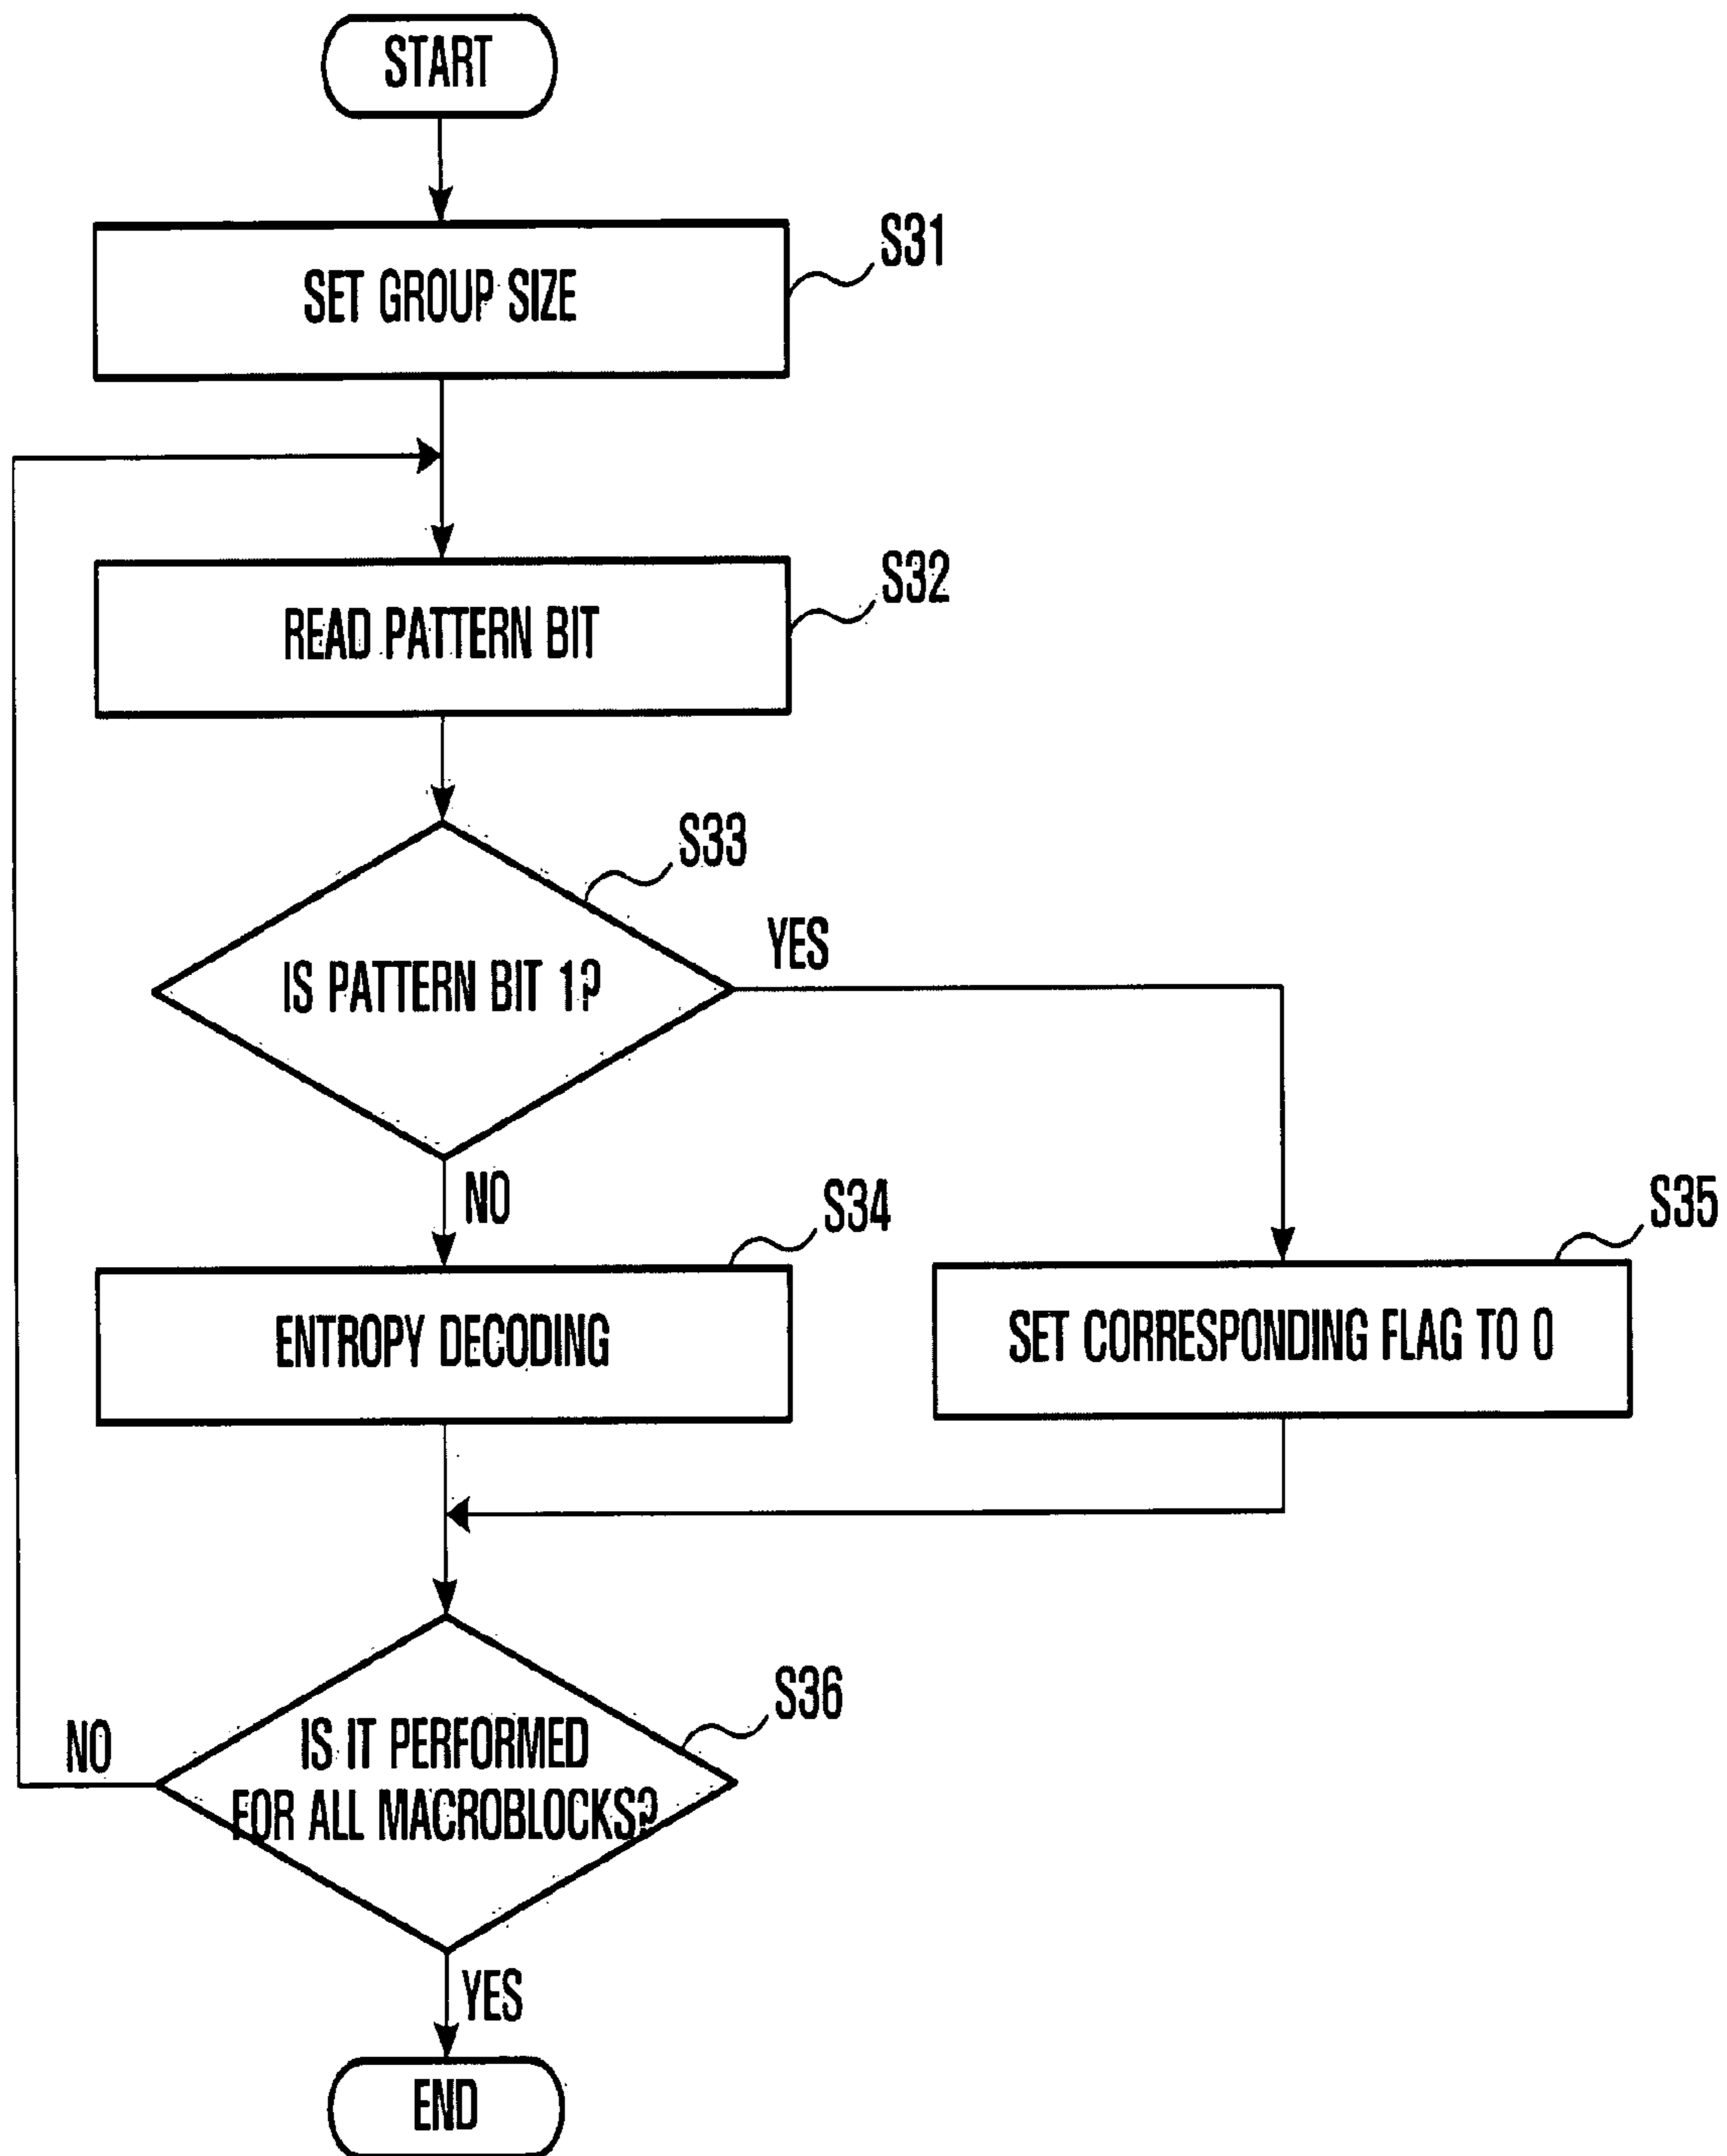 START
S31
SET GROUP SIZE
S32
READ PATTERN BIT
S33
YES
IS PATTERN BIT 1?
NO
S34
S35
ENTROPY DECODING
SET CORRESPONDING FLAG TO 0
S36
NO
IS IT PERFORMED
FOR ALL MACROBLOCKS?
YES
END